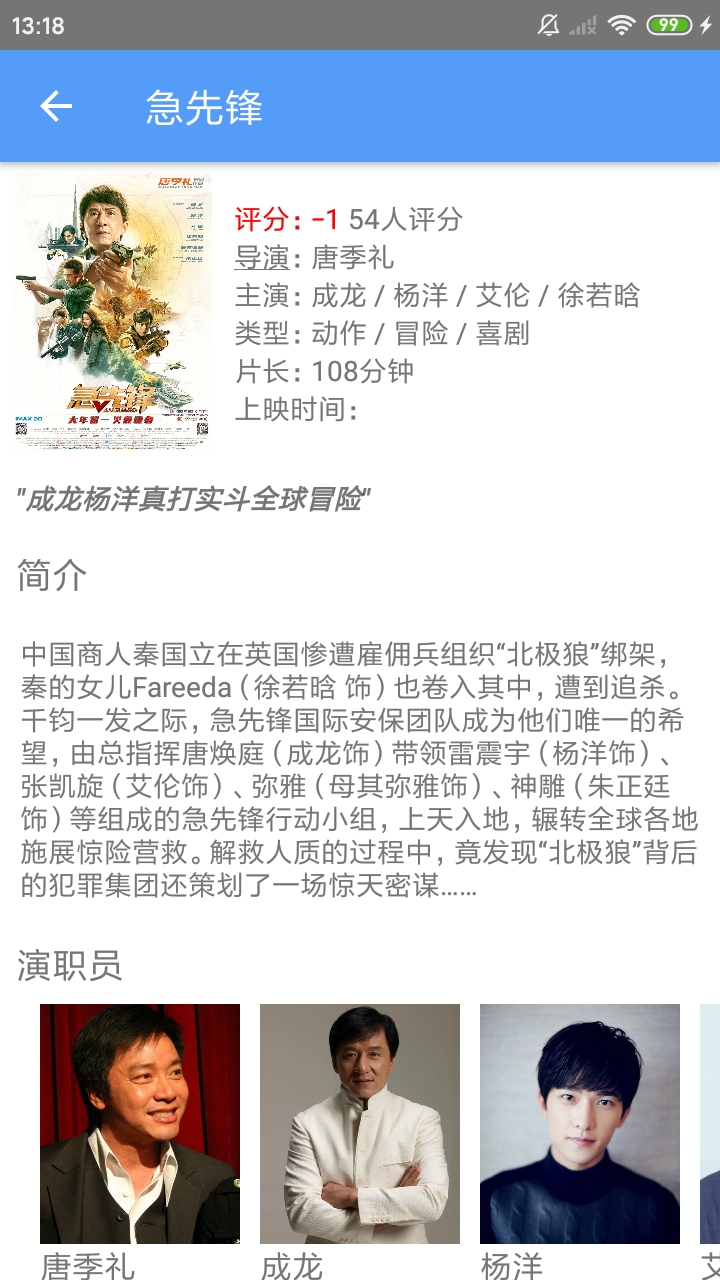 13:18
99
急先锋
唐季礼
评分：-1 54人评分
导演：唐季礼
主演：成龙 / 杨洋 / 艾伦 / 徐若晗
类型：动作 / 冒险 / 喜剧
片长：108分钟
上映时间：
急先锋
IMAX 3D
大年初一 火最最
"成龙杨洋真打实斗全球冒险"
简介
中国商人秦国立在英国惨遭雇佣兵组织“北极狼”绑架，
秦的女儿Fareeda（徐若晗 饰）也卷入其中，遭到追杀。
千钧一发之际，急先锋国际安保团队成为他们唯一的希
望，由总指挥唐焕庭（成龙饰）带领雷震宇（杨洋饰）、
张凯旋（艾伦饰）、弥雅（母其弥雅饰）、神雕（朱正廷
饰）等组成的急先锋行动小组，上天入地，辗转全球各地
施展惊险营救。解救人质的过程中，竟发现“北极狼”背后
的犯罪集团还策划了一场惊天密谋……
演职员
唐季礼
成龙
杨洋